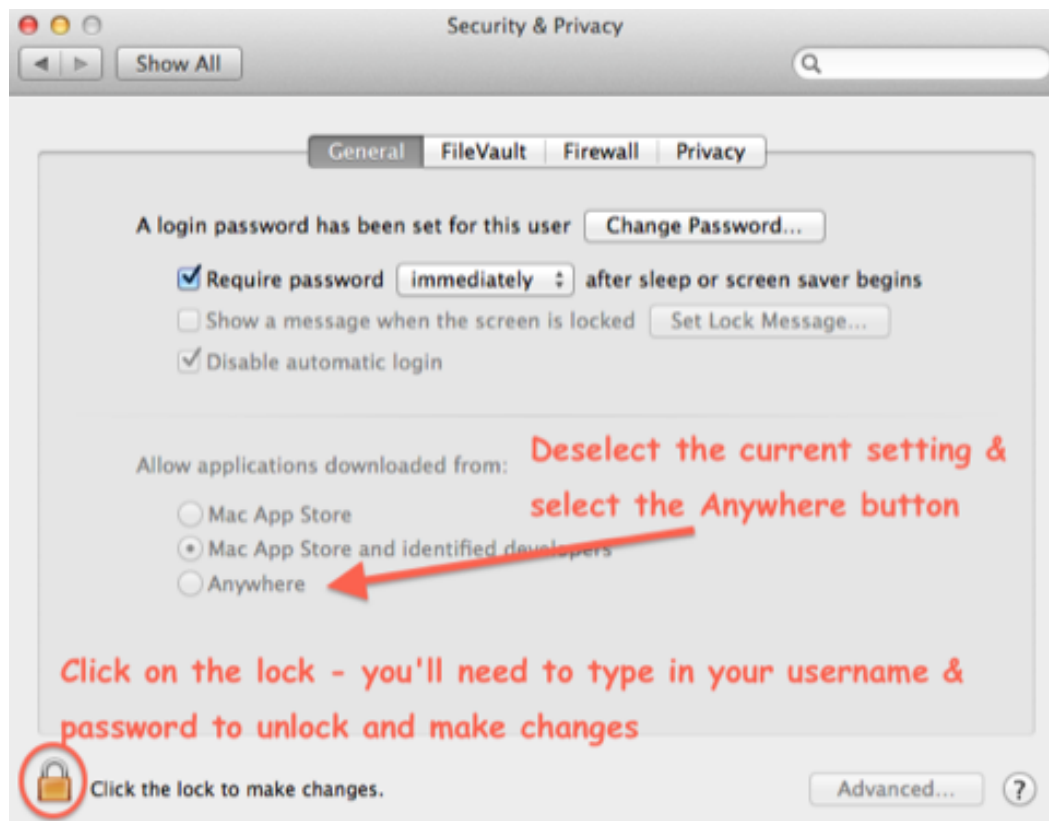 Security & Privacy
Show All
General FileVault Firewall Privacy
A login password has been set for this user Change Password...
Require password immediately after sleep or screen saver begins
Show a message when the screen is locked Set Lock Message...
Disable automatic login
Deselect the current setting &
select the Anywhere button
Allow applications downloaded from:
Mac App Store
Mac App Store and identified developers
Anywhere
Click on the lock - you'll need to type in your username &
password to unlock and make changes
Click the lock to make changes.
Advanced... ?